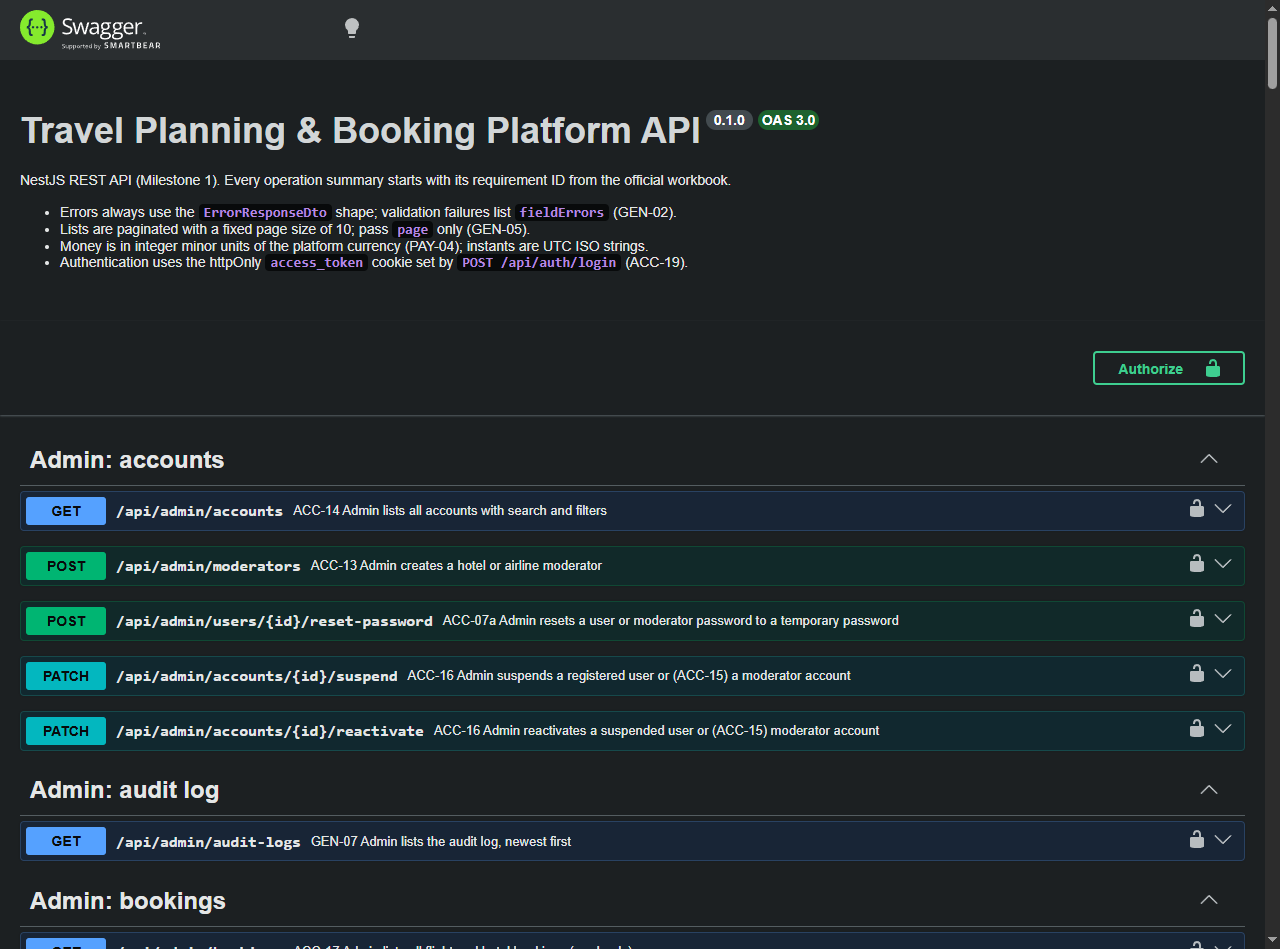 Swagger
Supported by SMARTBEAR
Travel Planning & Booking Platform API 0.1.0 OAS 3.0
NestJS REST API (Milestone 1). Every operation summary starts with its requirement ID from the official workbook.
• Errors always use the ErrorResponseDto shape; validation failures list fieldErrors (GEN-02).
• Lists are paginated with a fixed page size of 10; pass page only (GEN-05).
• Money is in integer minor units of the platform currency (PAY-04); instants are UTC ISO strings.
• Authentication uses the httpOnly access_token cookie set by POST /api/auth/login (ACC-19).
Authorize
Admin: accounts
GET /api/admin/accounts ACC-14 Admin lists all accounts with search and filters
POST /api/admin/moderators ACC-13 Admin creates a hotel or airline moderator
POST /api/admin/users/{id}/reset-password ACC-07a Admin resets a user or moderator password to a temporary password
PATCH /api/admin/accounts/{id}/suspend ACC-16 Admin suspends a registered user or (ACC-15) a moderator account
PATCH /api/admin/accounts/{id}/reactivate ACC-16 Admin reactivates a suspended user or (ACC-15) moderator account
Admin: audit log
GET /api/admin/audit-logs GEN-07 Admin lists the audit log, newest first
Admin: bookings
GET